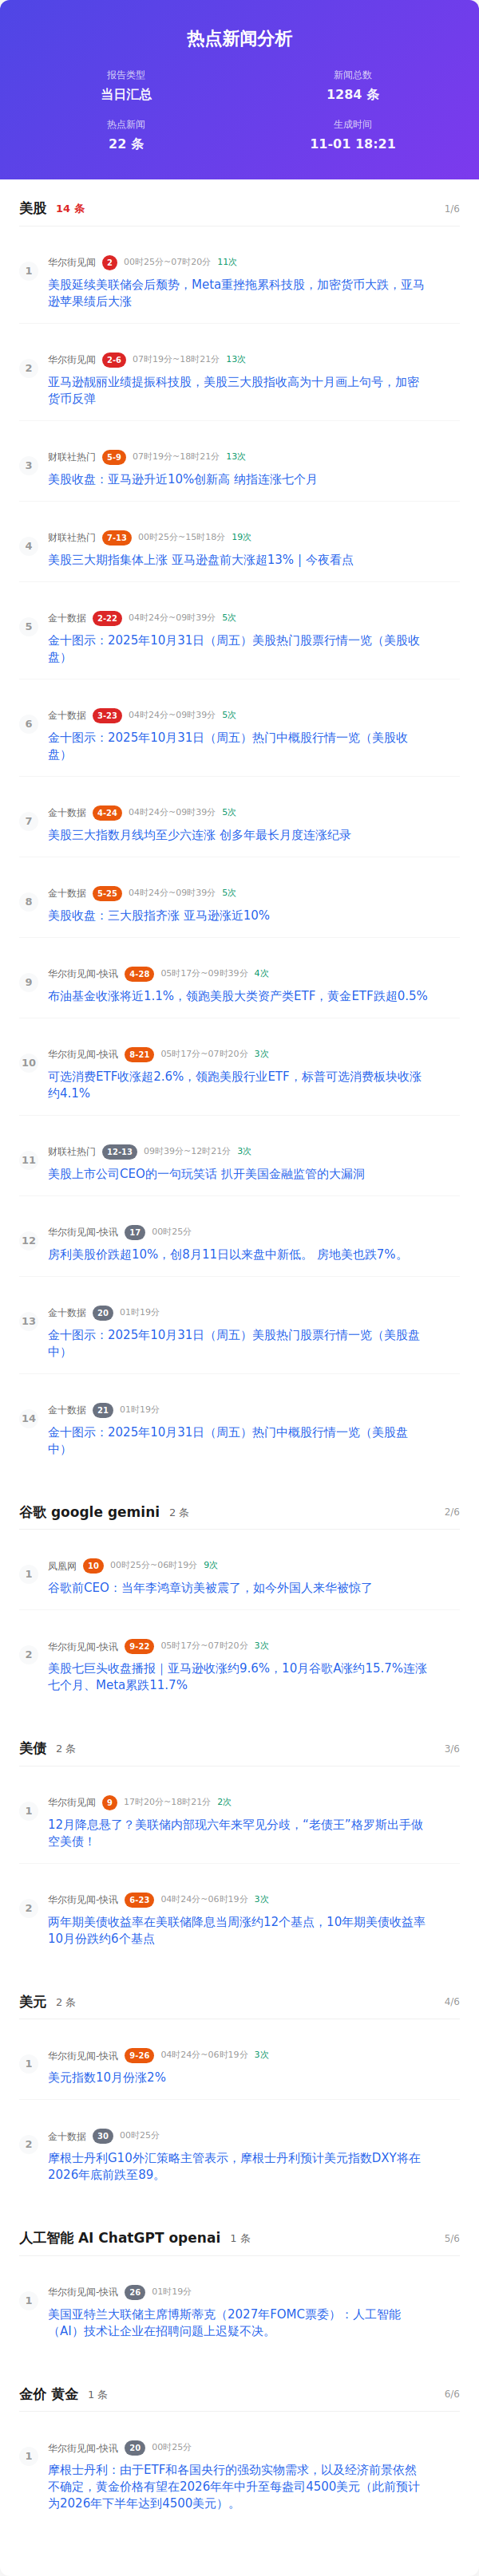 热点新闻分析
报告类型
当日汇总
新闻总数
1284 条
热点新闻
22 条
生成时间
11-01 18:21
美股 14 条 1/6
1
华尔街见闻 2 00时25分~07时20分 11次
美股延续美联储会后颓势，Meta重挫拖累科技股，加密货币大跌，亚马
逊苹果绩后大涨
2
华尔街见闻 2-6 07时19分~18时21分 13次
亚马逊靓丽业绩提振科技股，美股三大股指收高为十月画上句号，加密
货币反弹
3
财联社热门 5-9 07时19分~18时21分 13次
美股收盘：亚马逊升近10%创新高 纳指连涨七个月
4
财联社热门 7-13 00时25分~15时18分 19次
美股三大期指集体上涨 亚马逊盘前大涨超13% | 今夜看点
5
金十数据 2-22 04时24分~09时39分 5次
金十图示：2025年10月31日（周五）美股热门股票行情一览（美股收
盘）
6
金十数据 3-23 04时24分~09时39分 5次
金十图示：2025年10月31日（周五）热门中概股行情一览（美股收
盘）
7
金十数据 4-24 04时24分~09时39分 5次
美股三大指数月线均至少六连涨 创多年最长月度连涨纪录
8
金十数据 5-25 04时24分~09时39分 5次
美股收盘：三大股指齐涨 亚马逊涨近10%
9
华尔街见闻-快讯 4-28 05时17分~09时39分 4次
布油基金收涨将近1.1%，领跑美股大类资产类ETF，黄金ETF跌超0.5%
10
华尔街见闻-快讯 8-21 05时17分~07时20分 3次
可选消费ETF收涨超2.6%，领跑美股行业ETF，标普可选消费板块收涨
约4.1%
11
财联社热门 12-13 09时39分~12时21分 3次
美股上市公司CEO的一句玩笑话 扒开美国金融监管的大漏洞
12
华尔街见闻-快讯 17 00时25分
房利美股价跌超10%，创8月11日以来盘中新低。 房地美也跌7%。
13
金十数据 20 01时19分
金十图示：2025年10月31日（周五）美股热门股票行情一览（美股盘
中）
14
金十数据 21 01时19分
金十图示：2025年10月31日（周五）热门中概股行情一览（美股盘
中）
谷歌 google gemini 2 条 2/6
1
凤凰网 10 00时25分~06时19分 9次
谷歌前CEO：当年李鸿章访美被震了，如今外国人来华被惊了
2
华尔街见闻-快讯 9-22 05时17分~07时20分 3次
美股七巨头收盘播报｜亚马逊收涨约9.6%，10月谷歌A涨约15.7%连涨
七个月、Meta累跌11.7%
美债 2 条 3/6
1
华尔街见闻 9 17时20分~18时21分 2次
12月降息悬了？美联储内部现六年来罕见分歧，“老债王”格罗斯出手做
空美债！
2
华尔街见闻-快讯 6-23 04时24分~06时19分 3次
两年期美债收益率在美联储降息当周涨约12个基点，10年期美债收益率
10月份跌约6个基点
美元 2 条 4/6
1
华尔街见闻-快讯 9-26 04时24分~06时19分 3次
美元指数10月份涨2%
2
金十数据 30 00时25分
摩根士丹利G10外汇策略主管表示，摩根士丹利预计美元指数DXY将在
2026年底前跌至89。
人工智能 AI ChatGPT openai 1 条 5/6
1
华尔街见闻-快讯 26 01时19分
美国亚特兰大联储主席博斯蒂克（2027年FOMC票委）：人工智能
（AI）技术让企业在招聘问题上迟疑不决。
金价 黄金 1 条 6/6
1
华尔街见闻-快讯 20 00时25分
摩根士丹利：由于ETF和各国央行的强劲实物需求，以及经济前景依然
不确定，黄金价格有望在2026年年中升至每盎司4500美元（此前预计
为2026年下半年达到4500美元）。